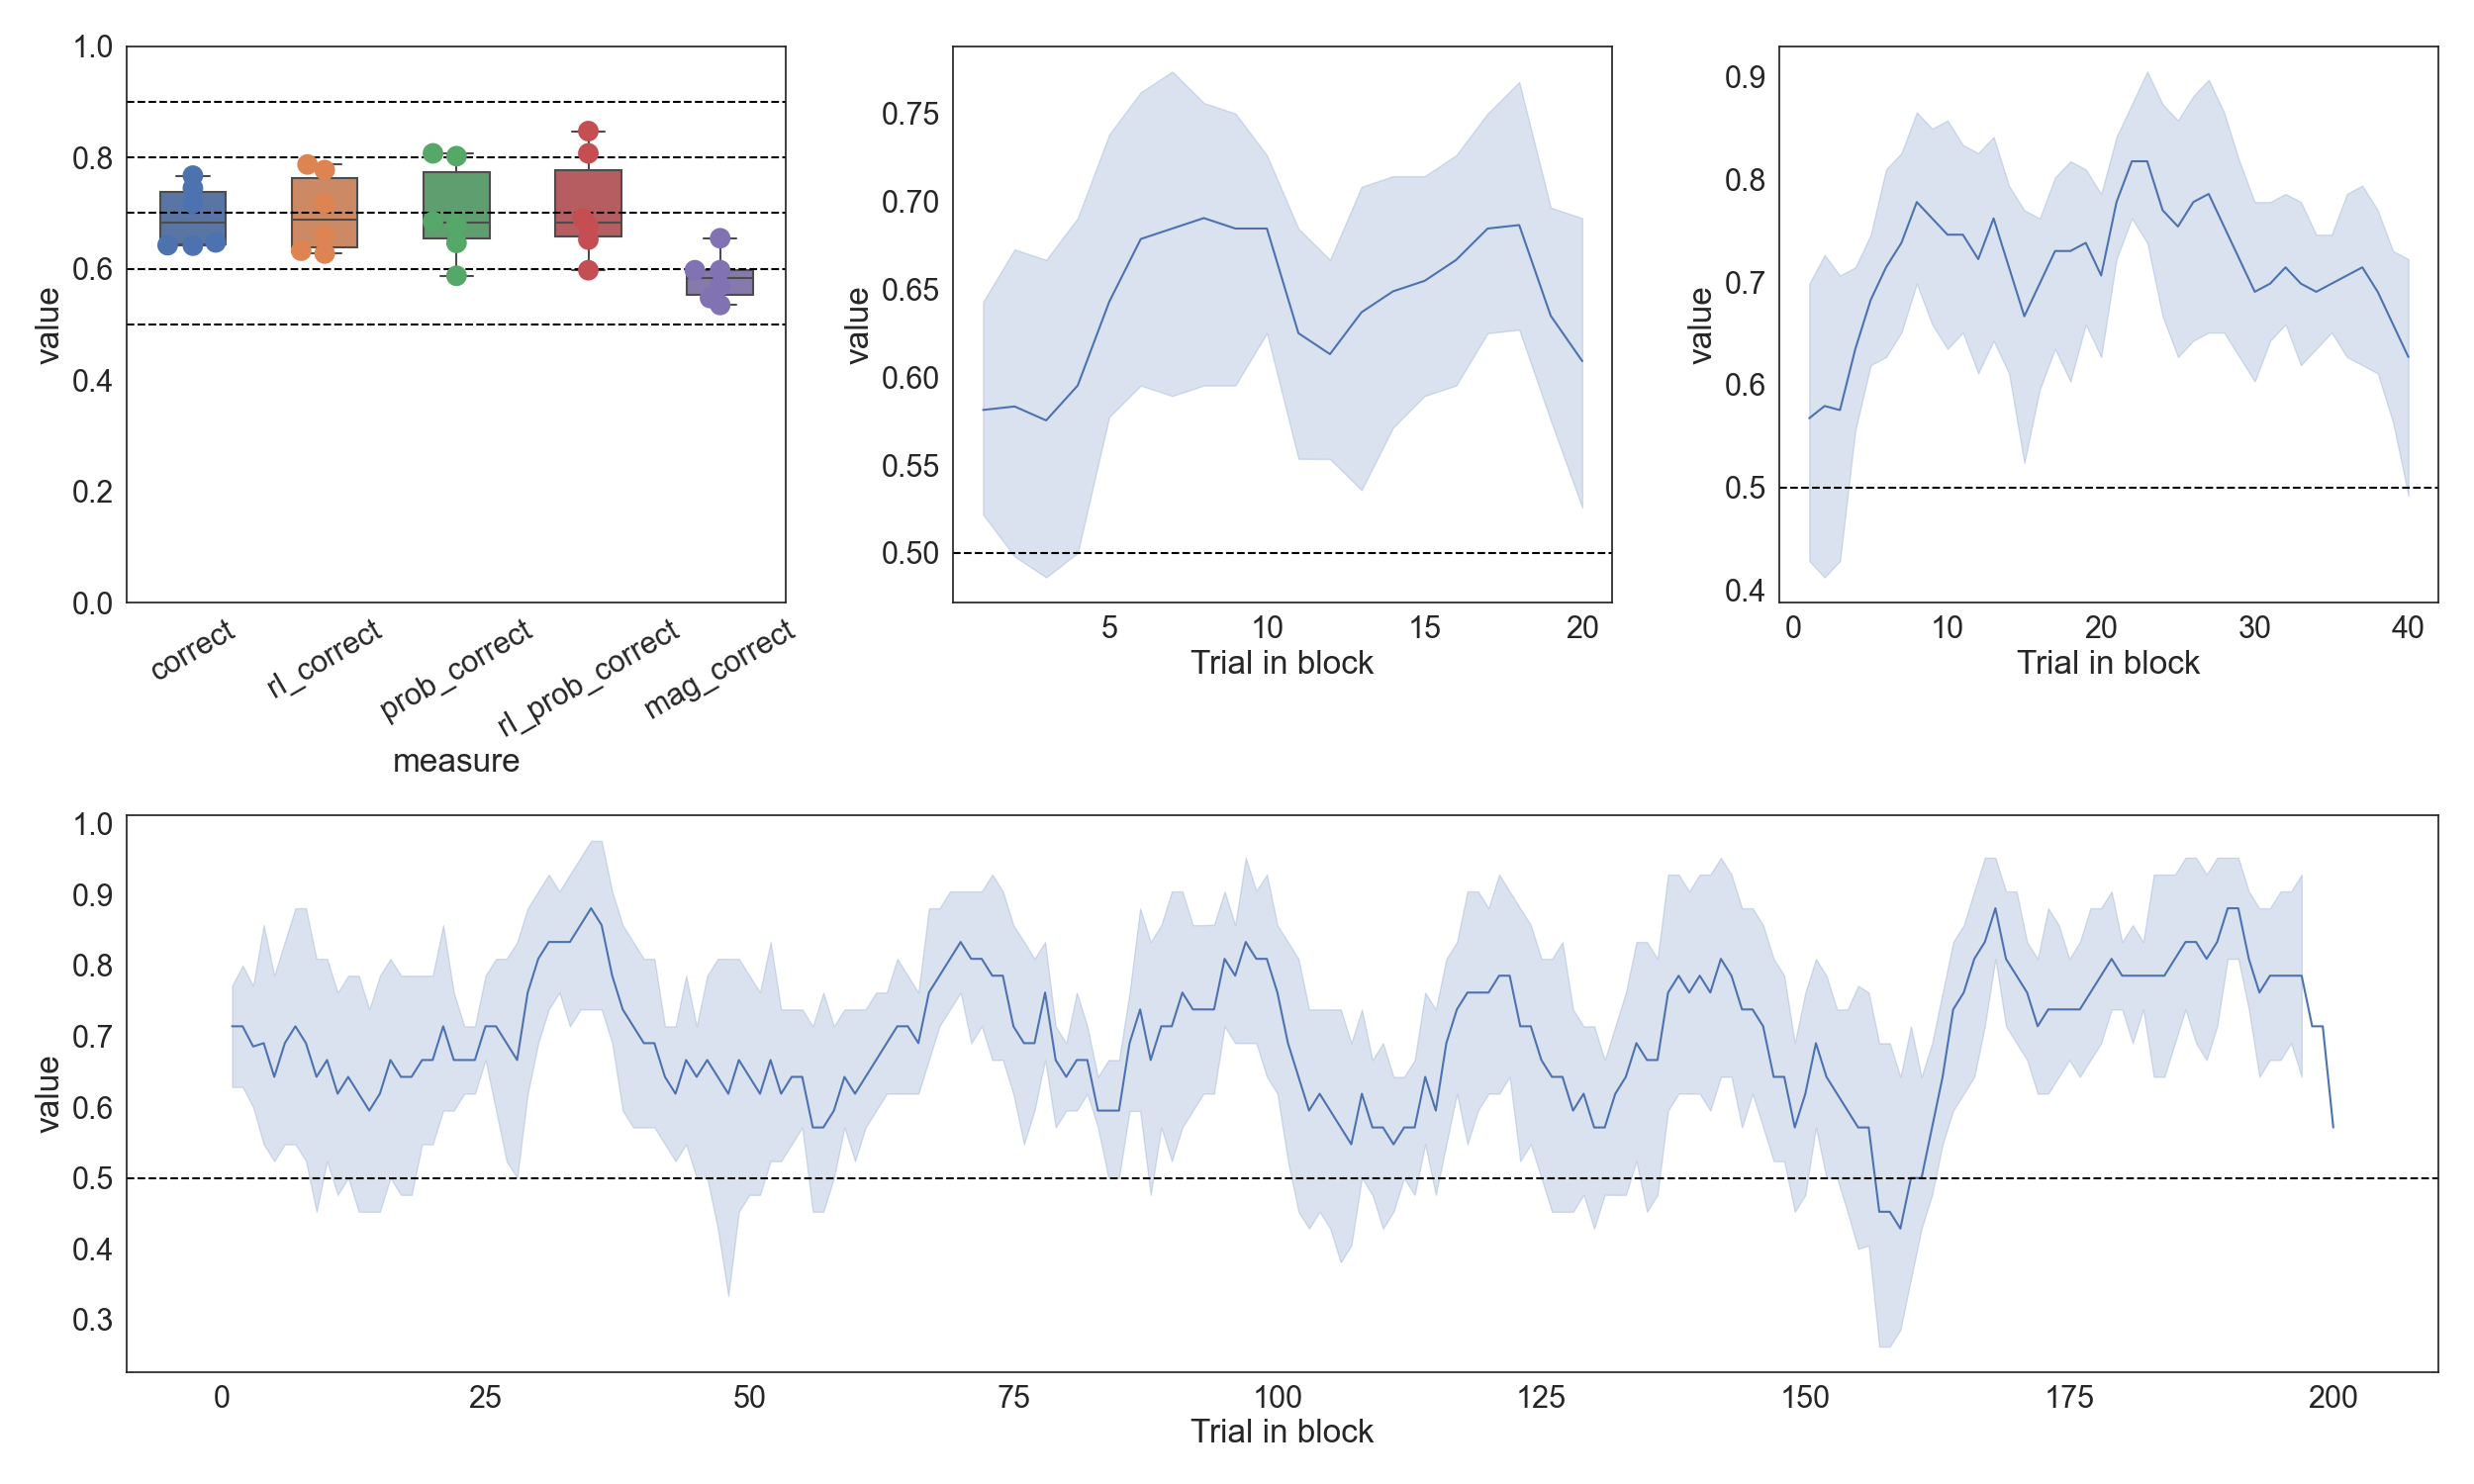 1.0
0.8
0.6
0.4
0.2
0.0
value
correct
rl_correct
prob_correct
rl_prob_correct
mag_correct
measure
0.75
0.70
0.65
0.60
0.55
0.50
value
5 10 15 20
Trial in block
0.9
0.8
0.7
0.6
0.5
0.4
value
0 10 20 30 40
Trial in block
1.0
0.9
0.8
0.7
0.6
0.5
0.4
0.3
value
0 25 50 75 100 125 150 175 200
Trial in block